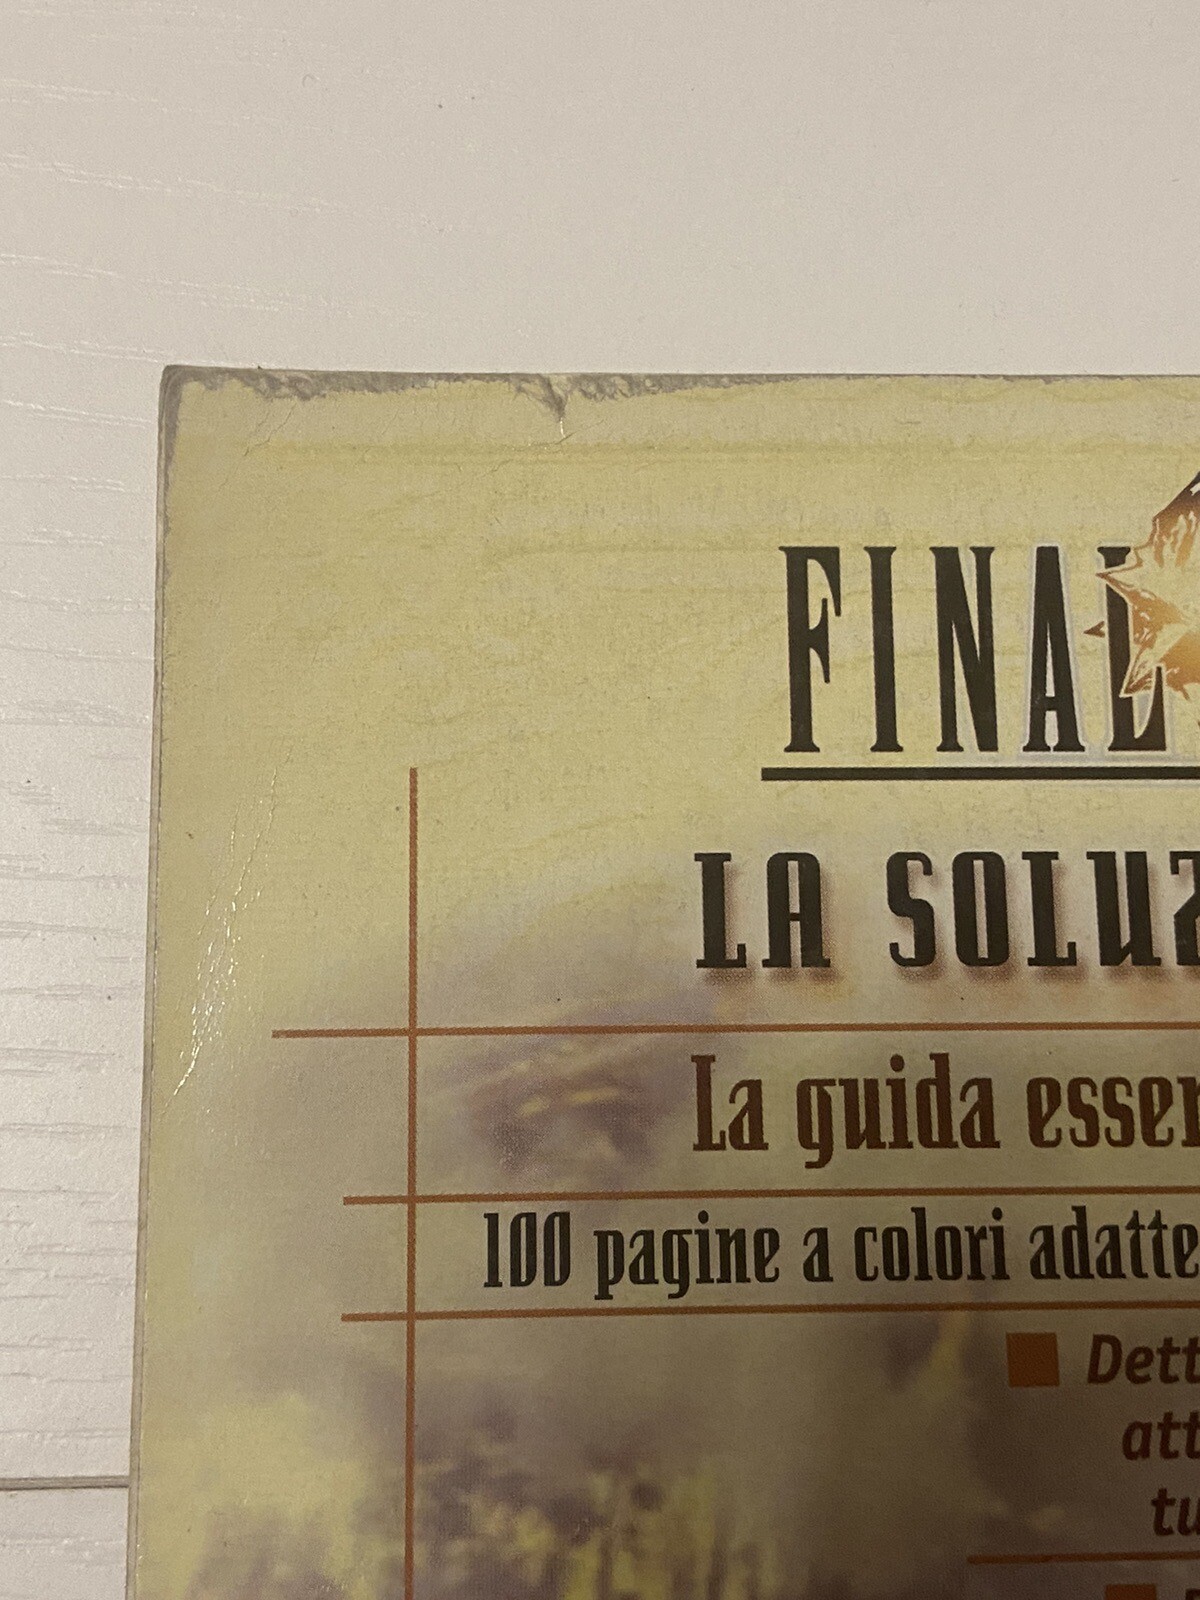 FINAL
LA SOLUZ
La guida essen
100 pagine a colori adatte
Dett
att
tu